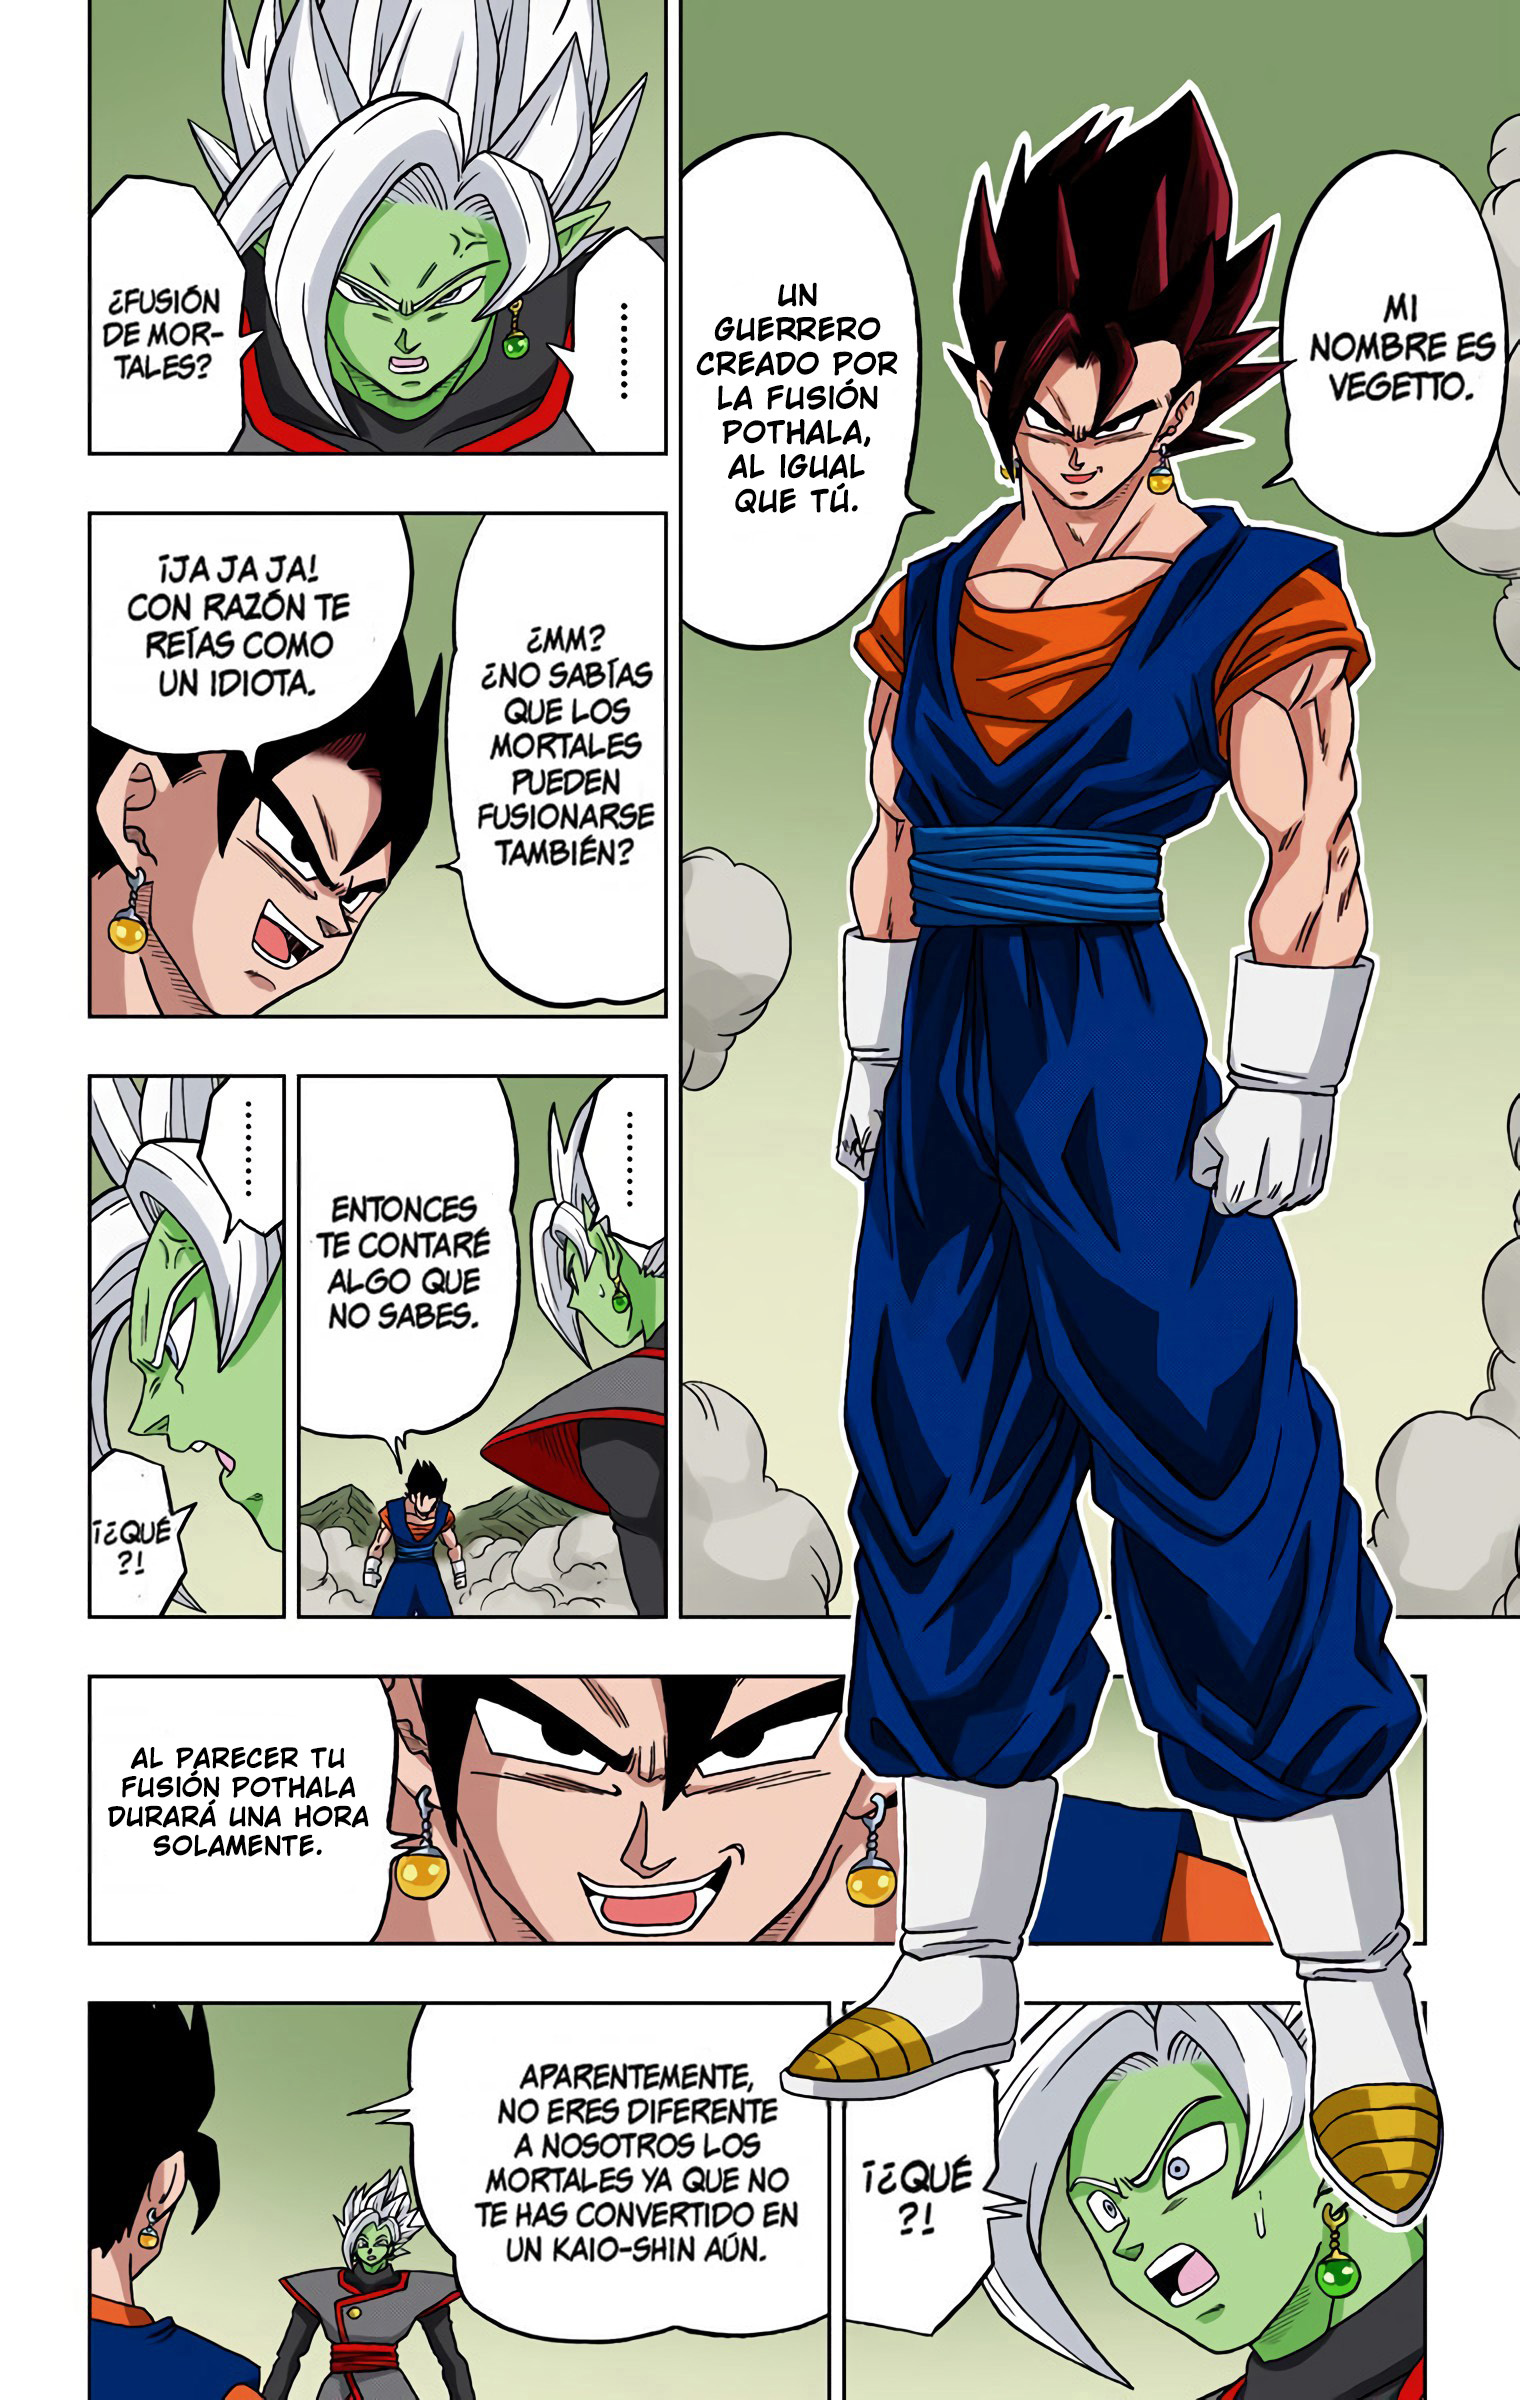 MI
NOMBRE ES
VEGETTO.
UN
GUERRERO
CREADO POR
LA FUSIÓN
POTHALA,
AL IGUAL
QUE TÚ.
........
¿FUSIÓN
DE MOR-
TALES?
¿MM?
¿NO SABÍAS
QUE LOS
MORTALES
PUEDEN
FUSIONARSE
TAMBIÉN?
¡JA JA JA!
CON RAZÓN TE
REÍAS COMO
UN IDIOTA.
........
ENTONCES
TE CONTARÉ
ALGO QUE
NO SABES.
........
¡¿QUÉ
?!
AL PARECER TU
FUSIÓN POTHALA
DURARÁ UNA HORA
SOLAMENTE.
¡¿QUÉ
?!
APARENTEMENTE,
NO ERES DIFERENTE
A NOSOTROS LOS
MORTALES YA QUE NO
TE HAS CONVERTIDO EN
UN KAIO-SHIN AÚN.